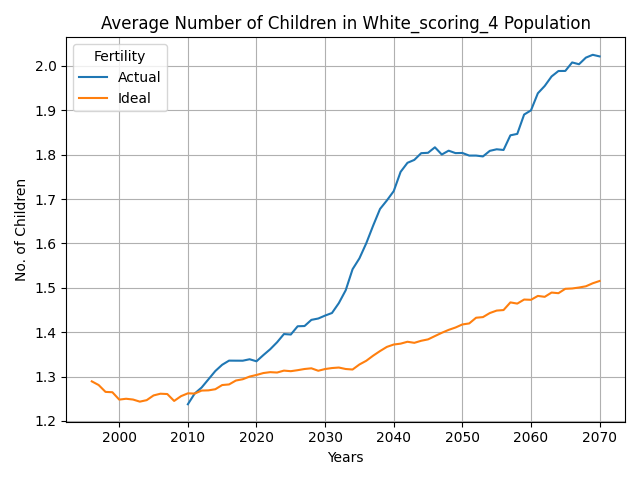 Average Number of Children in White_scoring_4 Population
Fertility
Actual
Ideal
No. of Children
2.0
1.9
1.8
1.7
1.6
1.5
1.4
1.3
1.2
2000
2010
2020
2030
2040
2050
2060
2070
Years